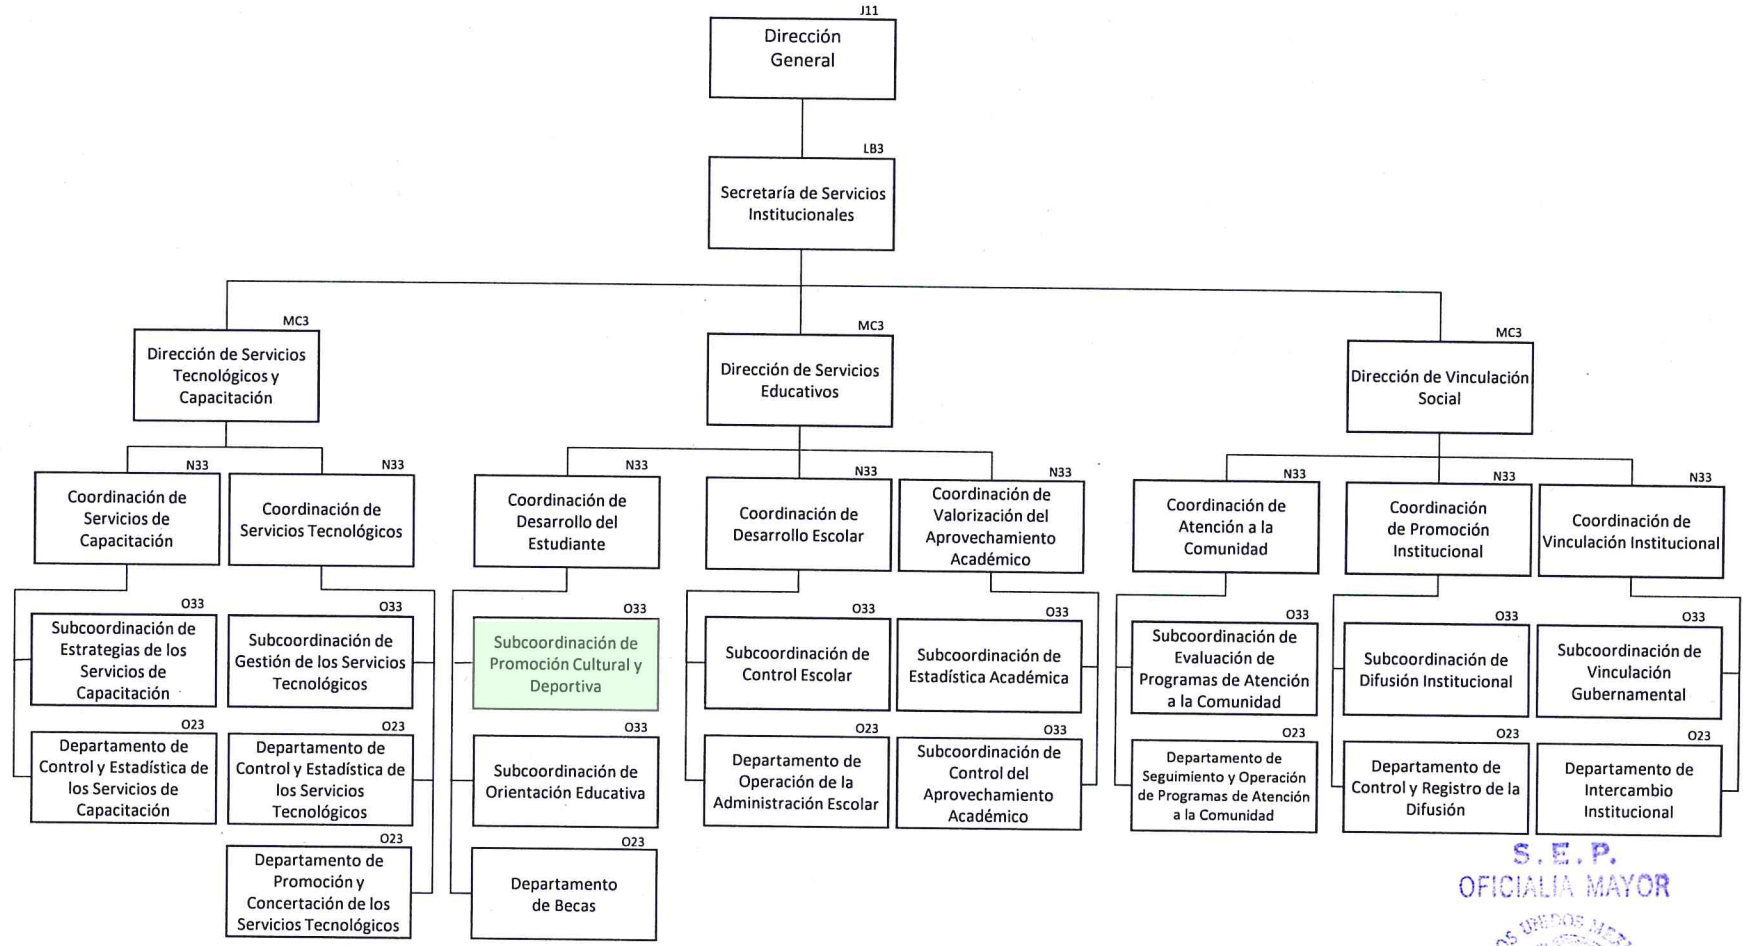 J11
Dirección
General
LB3
Secretaría de Servicios
Institucionales
MC3
Dirección de Servicios
Tecnológicos y
Capacitación
MC3
Dirección de Servicios
Educativos
MC3
Dirección de Vinculación
Social
N33
Coordinación de
Servicios de
Capacitación
N33
Coordinación de
Servicios Tecnológicos
N33
Coordinación de
Desarrollo del
Estudiante
N33
Coordinación de
Desarrollo Escolar
N33
Coordinación de
Valorización del
Aprovechamiento
Académico
N33
Coordinación de
Atención a la
Comunidad
N33
Coordinación
de Promoción
Institucional
N33
Coordinación de
Vinculación Institucional
O33
Subcoordinación de
Estrategias de los
Servicios de
Capacitación
O33
Subcoordinación de
Gestión de los Servicios
Tecnológicos
O33
Subcoordinación de
Promoción Cultural y
Deportiva
O33
Subcoordinación de
Control Escolar
O33
Subcoordinación de
Estadística Académica
O33
Subcoordinación de
Evaluación de
Programas de Atención
a la Comunidad
O33
Subcoordinación de
Difusión Institucional
O33
Subcoordinación de
Vinculación
Gubernamental
O23
Departamento de
Control y Estadística de
los Servicios de
Capacitación
O23
Departamento de
Control y Estadística de
los Servicios
Tecnológicos
O33
Subcoordinación de
Orientación Educativa
O23
Departamento de
Operación de la
Administración Escolar
O33
Subcoordinación de
Control del
Aprovechamiento
Académico
O23
Departamento de
Seguimiento y Operación
de Programas de Atención
a la Comunidad
O23
Departamento de
Control y Registro de la
Difusión
O23
Departamento de
Intercambio
Institucional
O23
Departamento de
Promoción y
Concertación de los
Servicios Tecnológicos
O23
Departamento
de Becas
S.E.P.
OFICIALIA MAYOR